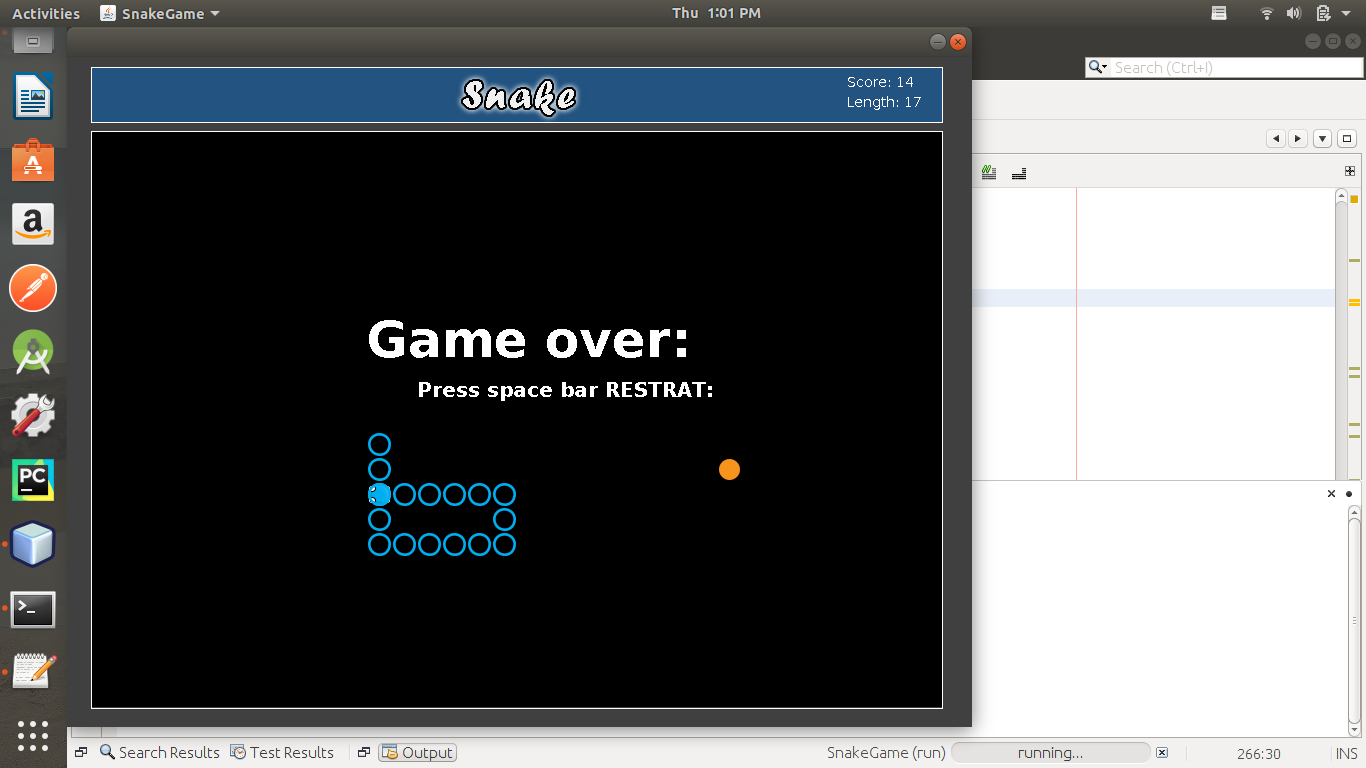 Activities
SnakeGame
Thu 1:01 PM
Search (Ctrl+I)
Snake
Score: 14
Length: 17
Game over:
Press space bar RESTRAT:
a
PC
>_
Search Results
Test Results
Output
SnakeGame (run)
running...
266:30
INS